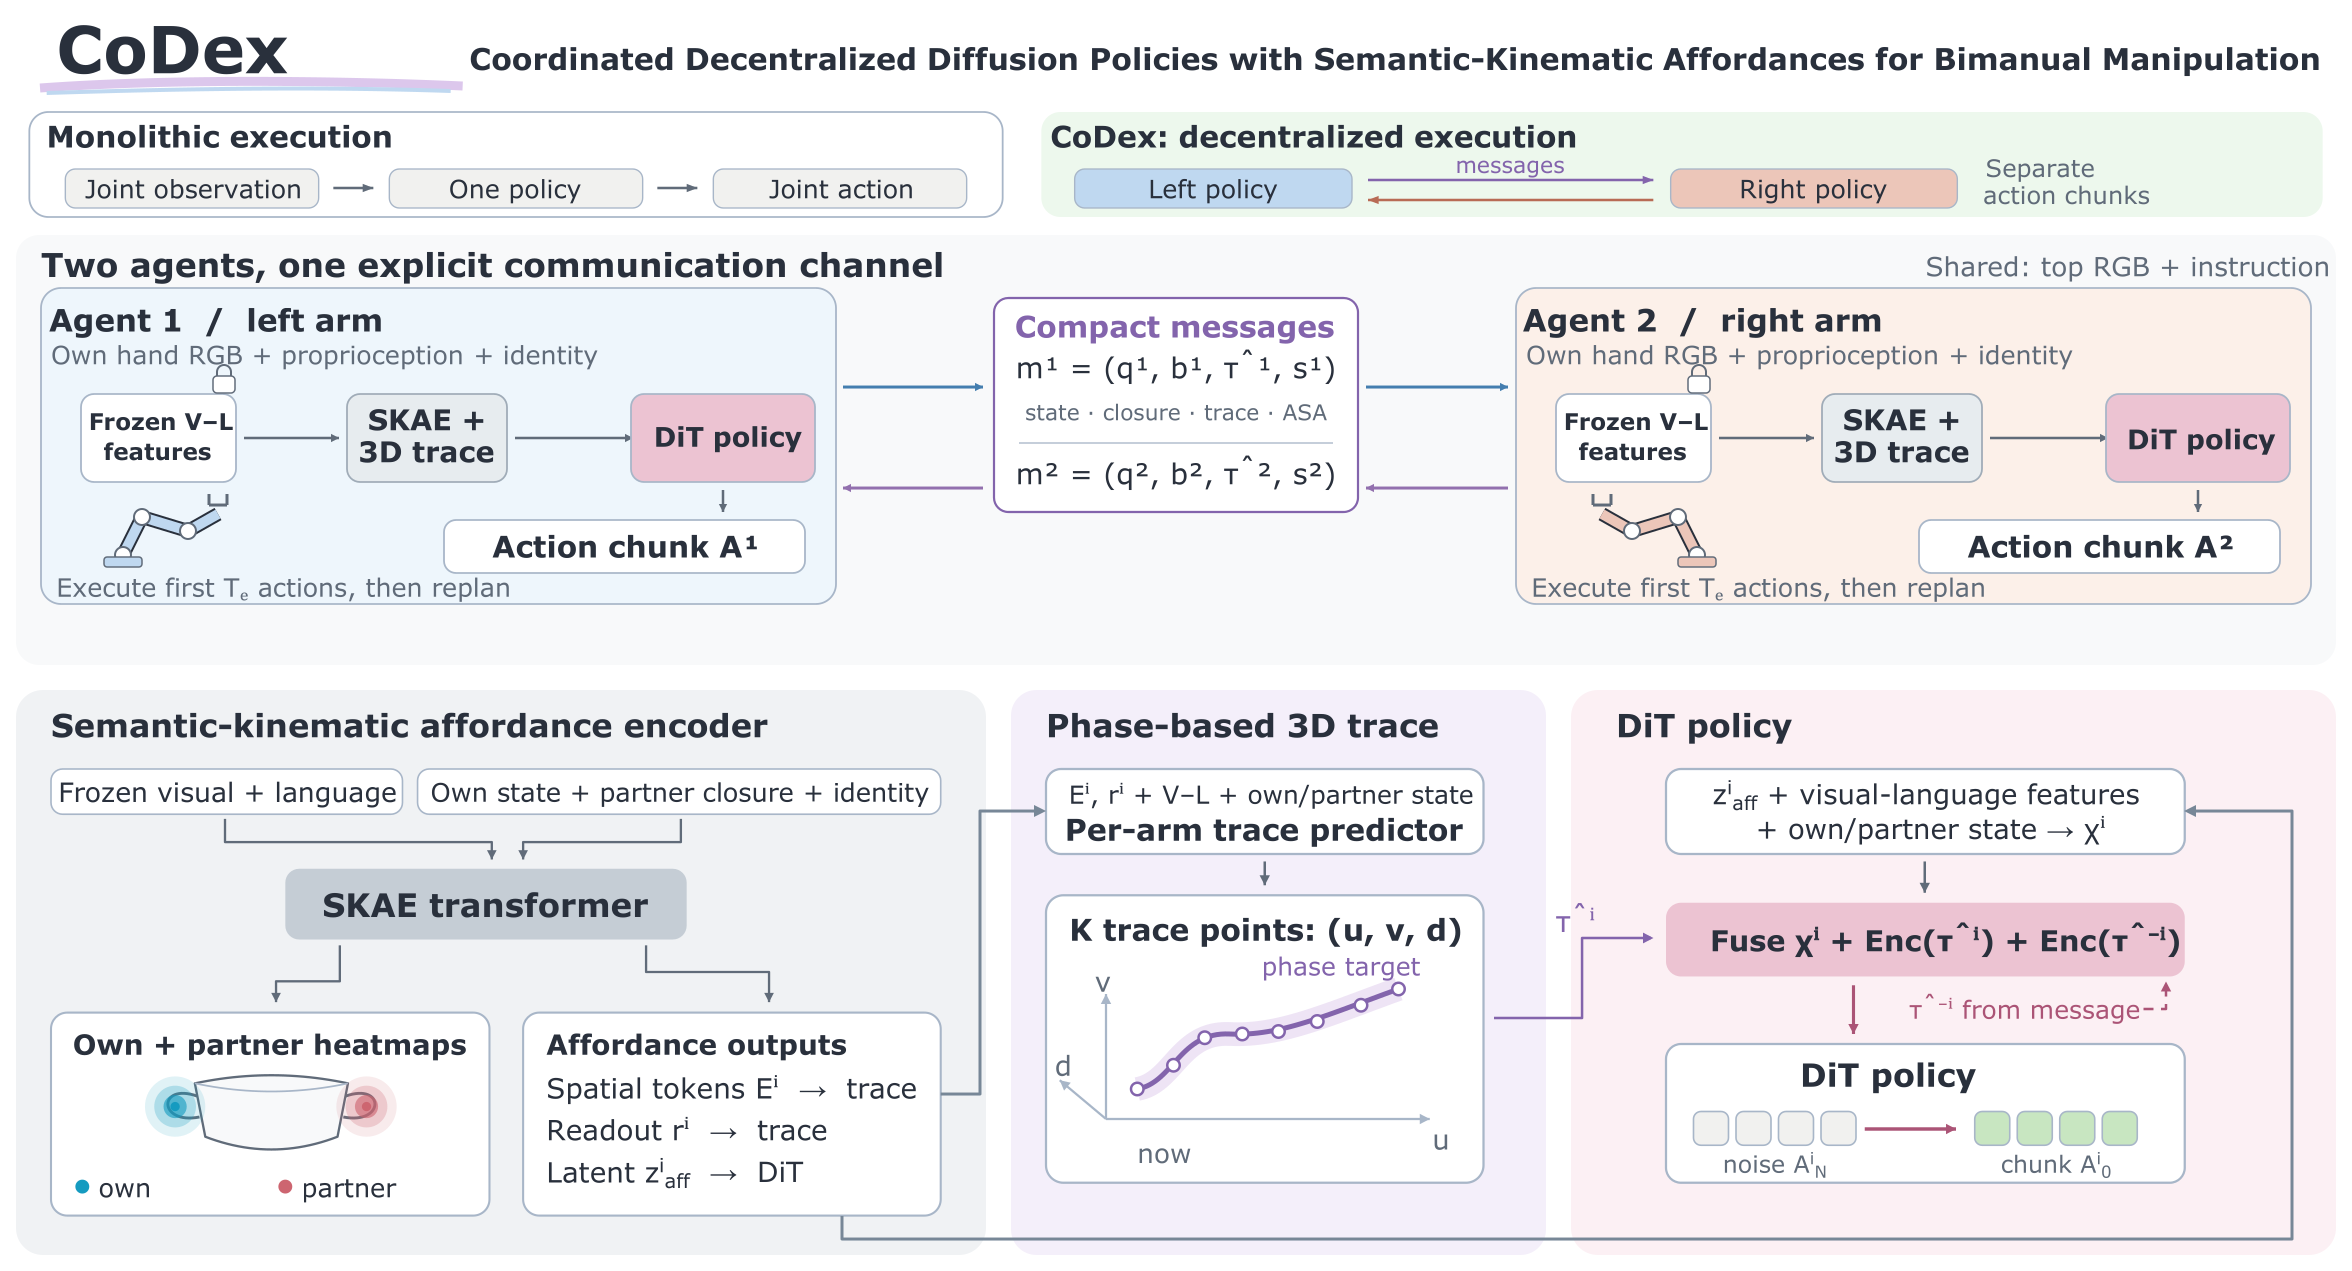 CoDex
Coordinated Decentralized Diffusion Policies with Semantic-Kinematic Affordances for Bimanual Manipulation
Monolithic execution
Joint observation
One policy
Joint action
CoDex: decentralized execution
Left policy
messages
Right policy
Separate
action chunks
Two agents, one explicit communication channel
Shared: top RGB + instruction
Agent 1 / left arm
Own hand RGB + proprioception + identity
Frozen V–L
features
SKAE +
3D trace
DiT policy
Action chunk A¹
Execute first Tₑ actions, then replan
Compact messages
m¹ = (q¹, b¹, τ̂¹, s¹)
state · closure · trace · ASA
m² = (q², b², τ̂², s²)
Agent 2 / right arm
Own hand RGB + proprioception + identity
Frozen V–L
features
SKAE +
3D trace
DiT policy
Action chunk A²
Execute first Tₑ actions, then replan
Semantic-kinematic affordance encoder
Frozen visual + language
Own state + partner closure + identity
SKAE transformer
Own + partner heatmaps
own
partner
Affordance outputs
Spatial tokens Eⁱ → trace
Readout rⁱ → trace
Latent zⁱaff → DiT
Phase-based 3D trace
Eⁱ, rⁱ + V–L + own/partner state
Per-arm trace predictor
K trace points: (u, v, d)
phase target
v
d
now
u
τ̂ⁱ
DiT policy
zⁱaff + visual-language features
+ own/partner state → χⁱ
Fuse χⁱ + Enc(τ̂ⁱ) + Enc(τ̂⁻ⁱ)
τ̂⁻ⁱ from message
DiT policy
noise AⁱN
chunk Aⁱ0